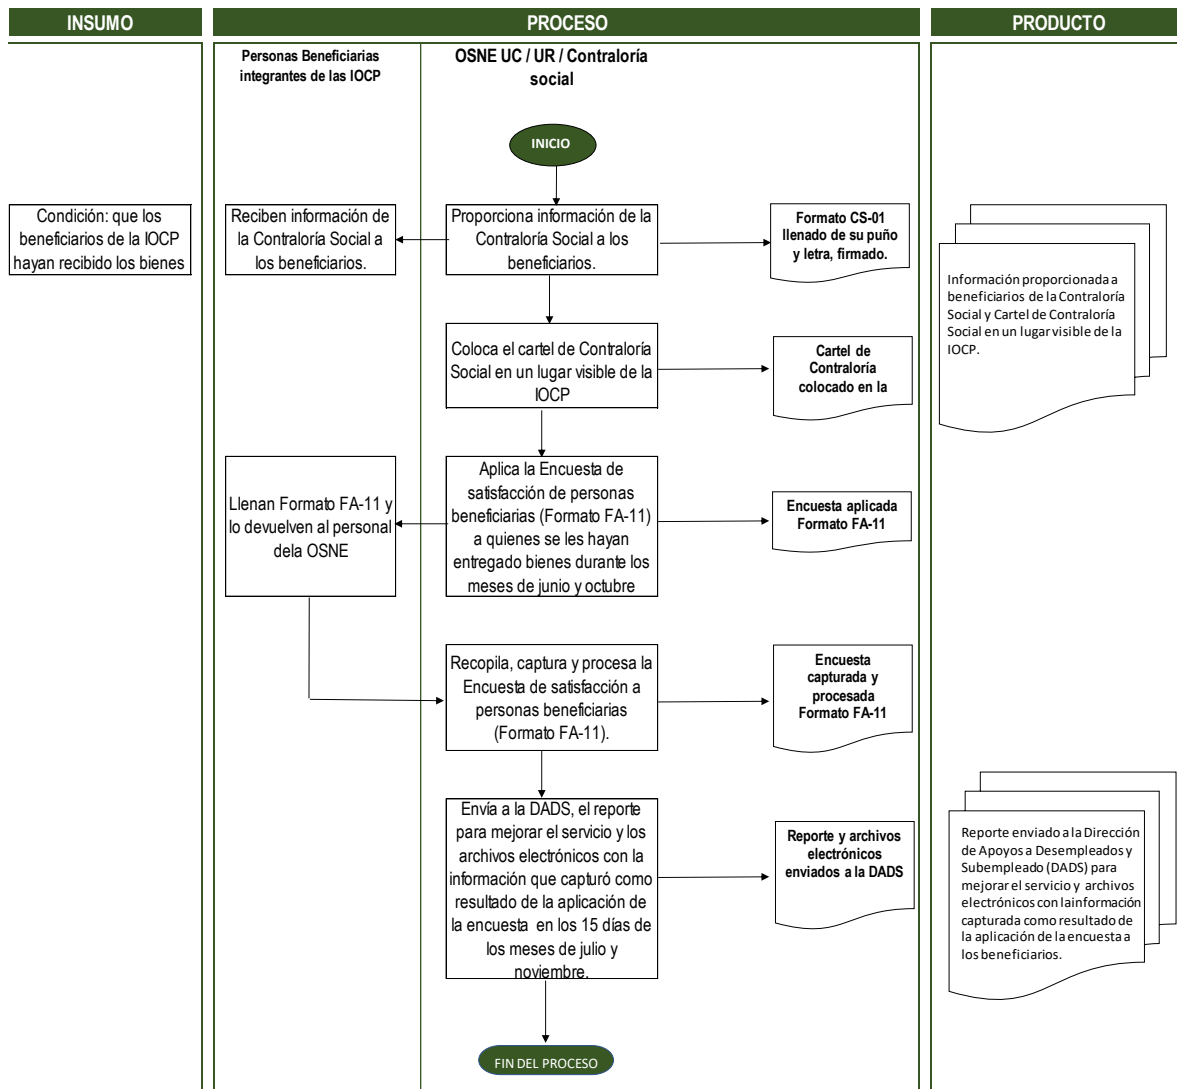 INSUMO
PROCESO
PRODUCTO
Personas Beneficiarias
integrantes de las IOCP
OSNE UC / UR / Contraloría
social
INICIO
Condición: que los
beneficiarios de la IOCP
hayan recibido los bienes
Reciben información de
la Contraloría Social a
los beneficiarios.
Proporciona información de la
Contraloría Social a los
beneficiarios.
Formato CS-01
llenado de su puño
y letra, firmado.
Información proporcionada a
beneficiarios de la Contraloría
Social y Cartel de Contraloría
Social en un lugar visible de la
IOCP.
Coloca el cartel de Contraloría
Social en un lugar visible de la
IOCP
Cartel de
Contraloría
colocado en la
Llenan Formato FA-11 y
lo devuelven al personal
dela OSNE
Aplica la Encuesta de
satisfacción de personas
beneficiarias (Formato FA-11)
a quienes se les hayan
entregado bienes durante los
meses de junio y octubre
Encuesta aplicada
Formato FA-11
Recopila, captura y procesa la
Encuesta de satisfacción a
personas beneficiarias
(Formato FA-11).
Encuesta
capturada y
procesada
Formato FA-11
Envía a la DADS, el reporte
para mejorar el servicio y los
archivos electrónicos con la
información que capturó como
resultado de la aplicación de
la encuesta en los 15 días de
los meses de julio y
noviembre.
Reporte y archivos
electrónicos
enviados a la DADS
Reporte enviado a la Dirección
de Apoyos a Desempleados y
Subempleado (DADS) para
mejorar el servicio y archivos
electrónicos con lainformación
capturada como resultado de
la aplicación de la encuesta a
los beneficiarios.
FIN DEL PROCESO